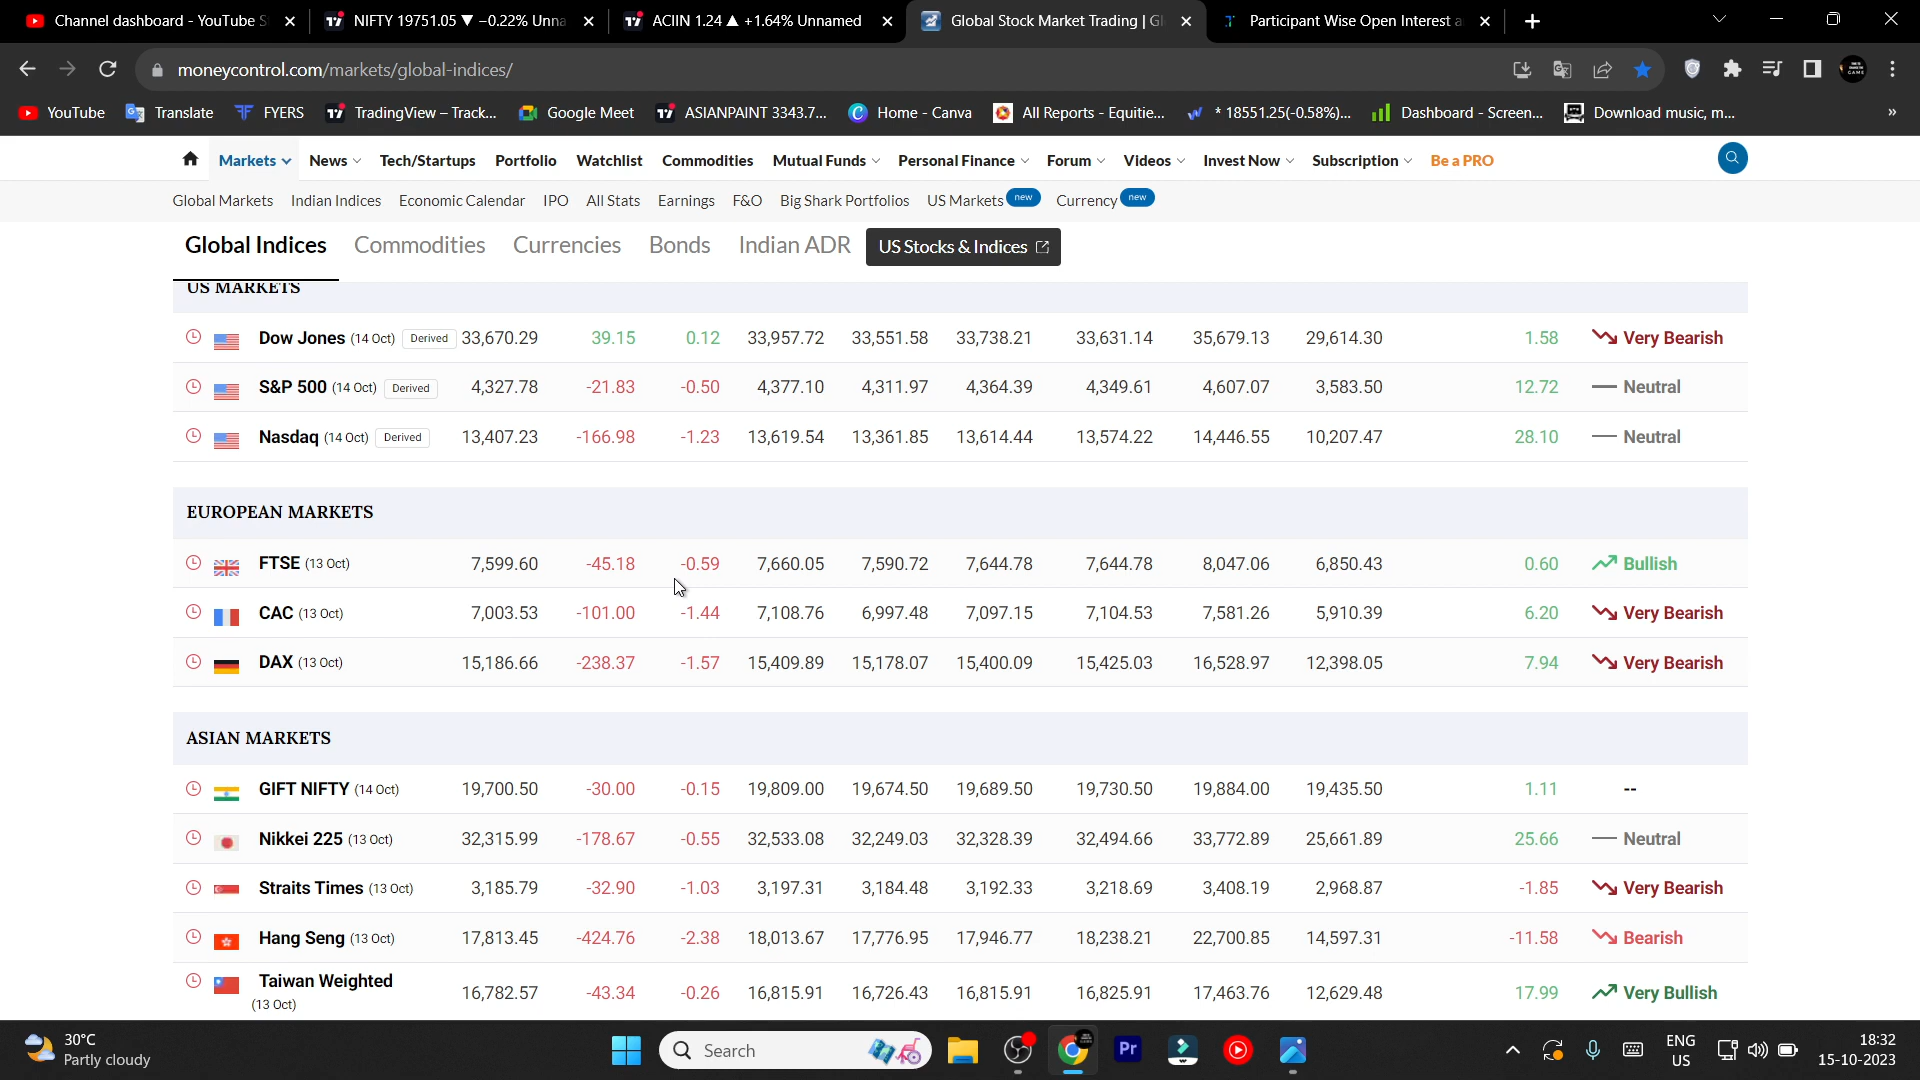 Channel dashboard - YouTube S
NIFTY 19751.05 ▼ −0.22% Unna
ACIIN 1.24 ▲ +1.64% Unnamed
Global Stock Market Trading | Gl
Participant Wise Open Interest a
moneycontrol.com/markets/global-indices/
YouTube Translate FYERS TradingView – Track... Google Meet ASIANPAINT 3343.7... Home - Canva All Reports - Equitie... * 18551.25(-0.58%)... Dashboard - Screen... Download music, m... »
Markets News Tech/Startups Portfolio Watchlist Commodities Mutual Funds Personal Finance Forum Videos Invest Now Subscription Be a PRO
Global Markets Indian Indices Economic Calendar IPO All Stats Earnings F&O Big Shark Portfolios US Markets new Currency new
Global Indices Commodities Currencies Bonds Indian ADR US Stocks & Indices
US MARKETS
Dow Jones (14 Oct) Derived 33,670.29 39.15 0.12 33,957.72 33,551.58 33,738.21 33,631.14 35,679.13 29,614.30 1.58 Very Bearish
S&P 500 (14 Oct) Derived 4,327.78 -21.83 -0.50 4,377.10 4,311.97 4,364.39 4,349.61 4,607.07 3,583.50 12.72 Neutral
Nasdaq (14 Oct) Derived 13,407.23 -166.98 -1.23 13,619.54 13,361.85 13,614.44 13,574.22 14,446.55 10,207.47 28.10 Neutral
EUROPEAN MARKETS
FTSE (13 Oct) 7,599.60 -45.18 -0.59 7,660.05 7,590.72 7,644.78 7,644.78 8,047.06 6,850.43 0.60 Bullish
CAC (13 Oct) 7,003.53 -101.00 -1.44 7,108.76 6,997.48 7,097.15 7,104.53 7,581.26 5,910.39 6.20 Very Bearish
DAX (13 Oct) 15,186.66 -238.37 -1.57 15,409.89 15,178.07 15,400.09 15,425.03 16,528.97 12,398.05 7.94 Very Bearish
ASIAN MARKETS
GIFT NIFTY (14 Oct) 19,700.50 -30.00 -0.15 19,809.00 19,674.50 19,689.50 19,730.50 19,884.00 19,435.50 1.11 --
Nikkei 225 (13 Oct) 32,315.99 -178.67 -0.55 32,533.08 32,249.03 32,328.39 32,494.66 33,772.89 25,661.89 25.66 Neutral
Straits Times (13 Oct) 3,185.79 -32.90 -1.03 3,197.31 3,184.48 3,192.33 3,218.69 3,408.19 2,968.87 -1.85 Very Bearish
Hang Seng (13 Oct) 17,813.45 -424.76 -2.38 18,013.67 17,776.95 17,946.77 18,238.21 22,700.85 14,597.31 -11.58 Bearish
Taiwan Weighted
(13 Oct) 16,782.57 -43.34 -0.26 16,815.91 16,726.43 16,815.91 16,825.91 17,463.76 12,629.48 17.99 Very Bullish
30°C
Partly cloudy
Search
Pr
ENG
US
18:32
15-10-2023